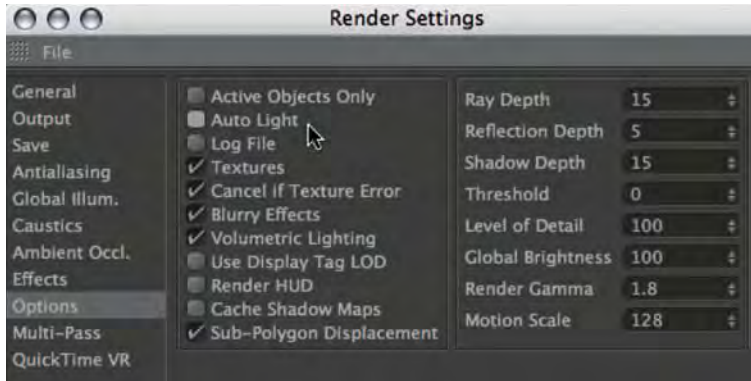 Render Settings
File
General
Output
Save
Antialiasing
Global Illum.
Caustics
Ambient Occl.
Effects
Options
Multi-Pass
QuickTime VR
Active Objects Only
Auto Light
Log File
Textures
Cancel if Texture Error
Blurry Effects
Volumetric Lighting
Use Display Tag LOD
Render HUD
Cache Shadow Maps
Sub-Polygon Displacement
Ray Depth 15
Reflection Depth 5
Shadow Depth 15
Threshold 0
Level of Detail 100
Global Brightness 100
Render Gamma 1.8
Motion Scale 128